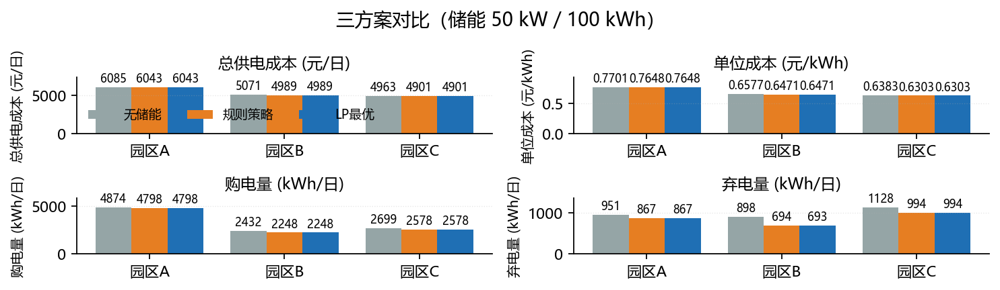 三方案对比（储能 50 kW / 100 kWh）
总供电成本 (元/日)
总供电成本 (元/日)
6085 6043 6043 5071 4989 4989 4963 4901 4901
5000
0
无储能 规则策略 LP最优
园区A 园区B 园区C
单位成本 (元/kWh)
单位成本 (元/kWh)
0.7701 0.7648 0.7648 0.6577 0.6471 0.6471 0.6383 0.6303 0.6303
0.5
0.0
园区A 园区B 园区C
购电量 (kWh/日)
购电量 (kWh/日)
4874 4798 4798 2432 2248 2248 2699 2578 2578
5000
0
园区A 园区B 园区C
弃电量 (kWh/日)
弃电量 (kWh/日)
951 867 867 898 694 693 1128 994 994
1000
0
园区A 园区B 园区C